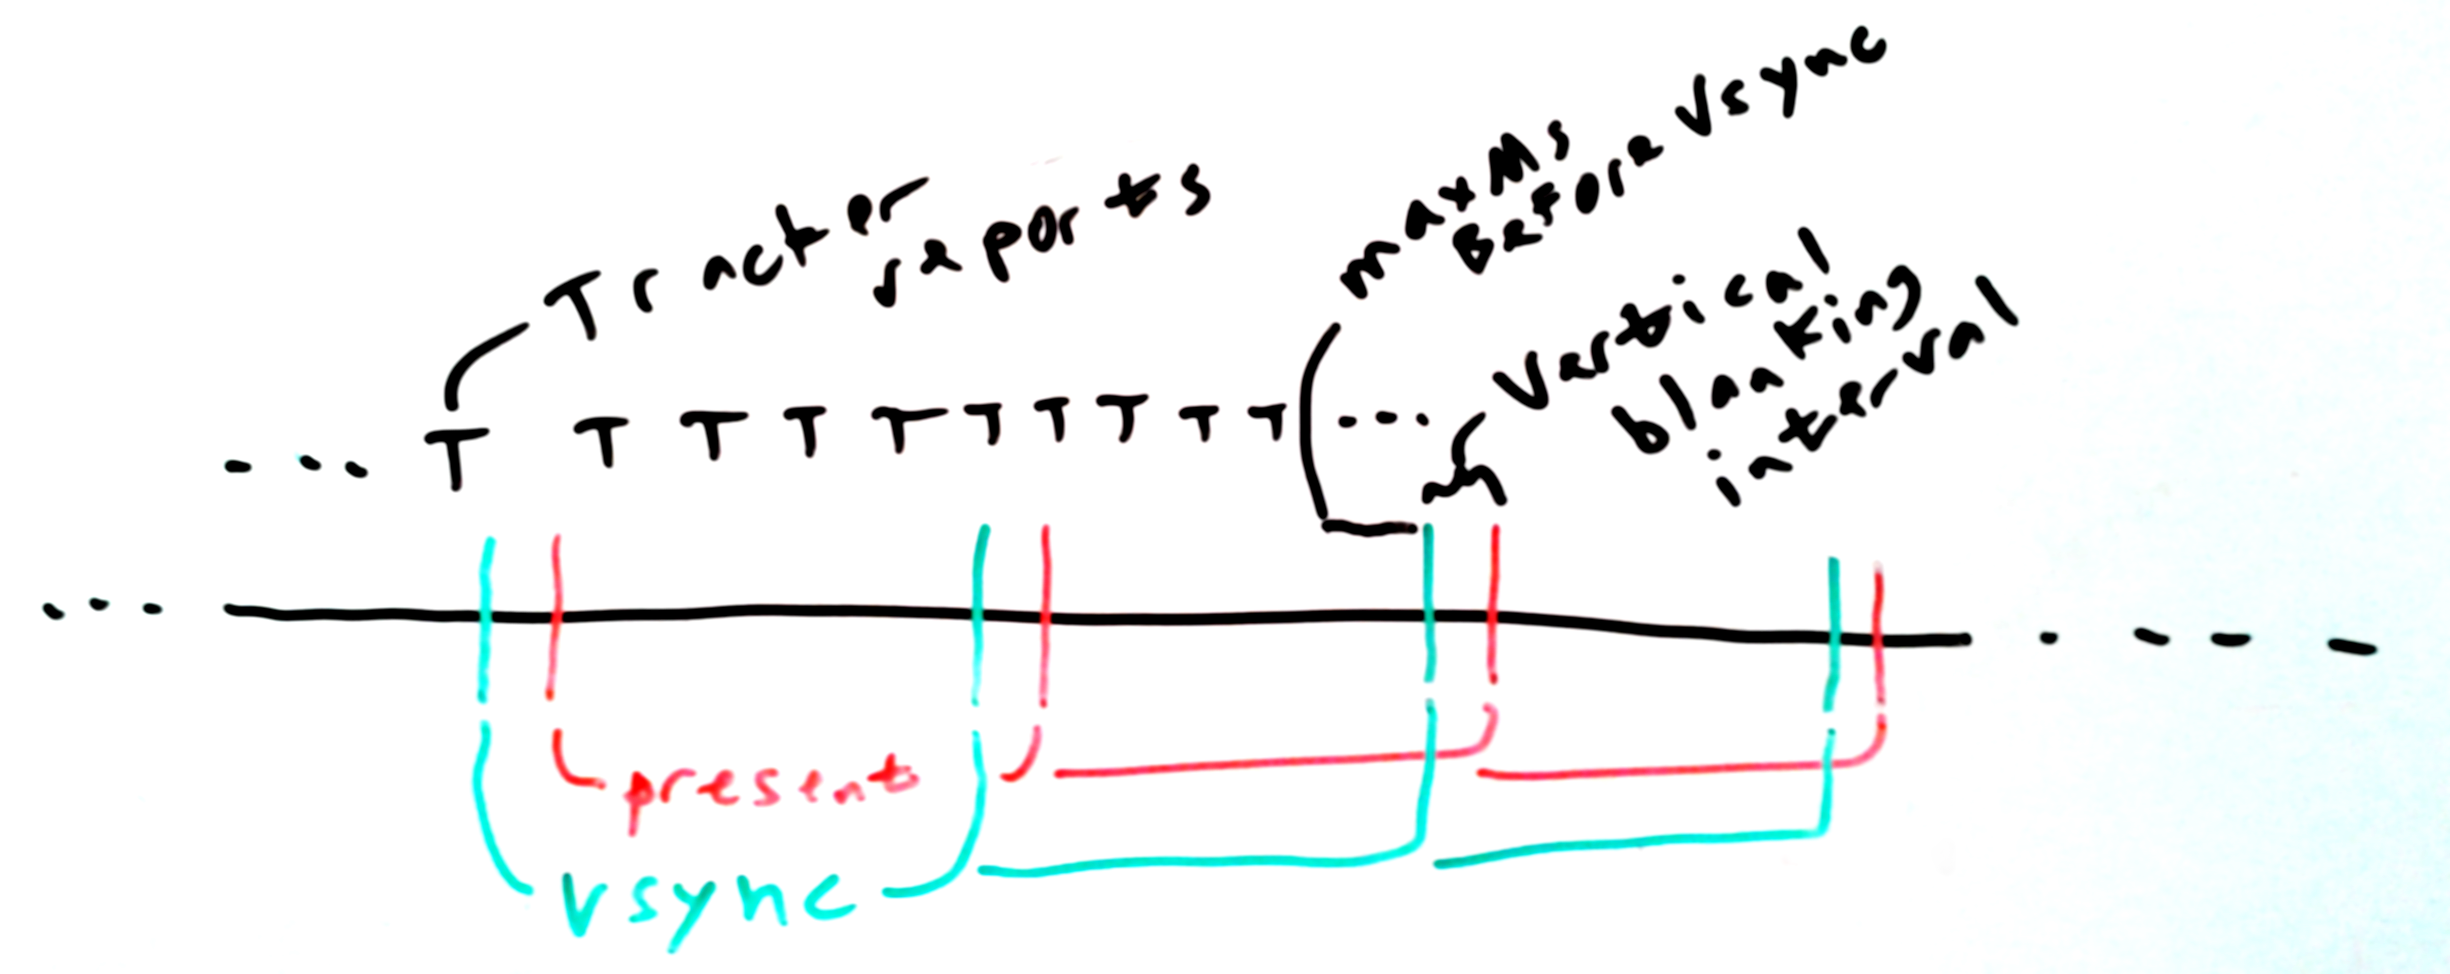 Tracker
reports
maxMs
Before Vsync
Vertical
blanking
interval
... T T T T T T T T T T ...
present
vsync